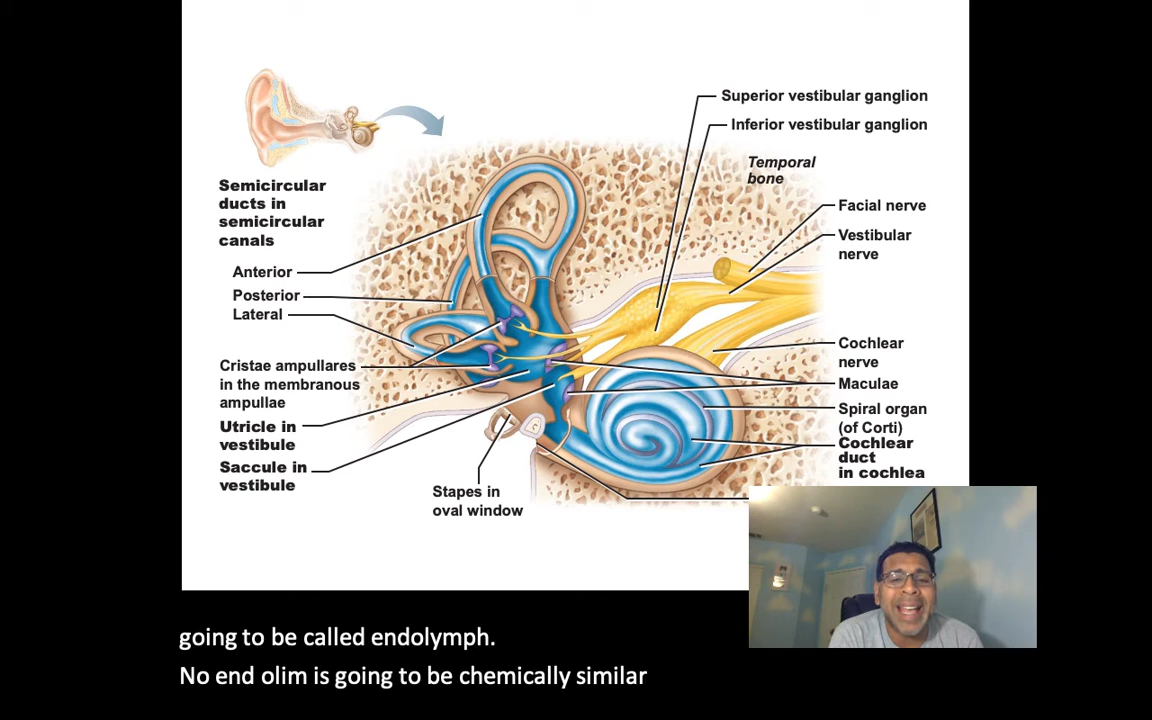 Superior vestibular ganglion
Inferior vestibular ganglion
Temporal
bone
Semicircular
ducts in
semicircular
canals
Facial nerve
Vestibular
nerve
Anterior
Posterior
Lateral
Cristae ampullares
in the membranous
ampullae
Utricle in
vestibule
Saccule in
vestibule
Cochlear
nerve
Maculae
Spiral organ
(of Corti)
Cochlear
duct
in cochlea
Stapes in
oval window
going to be called endolymph.
No end olim is going to be chemically similar